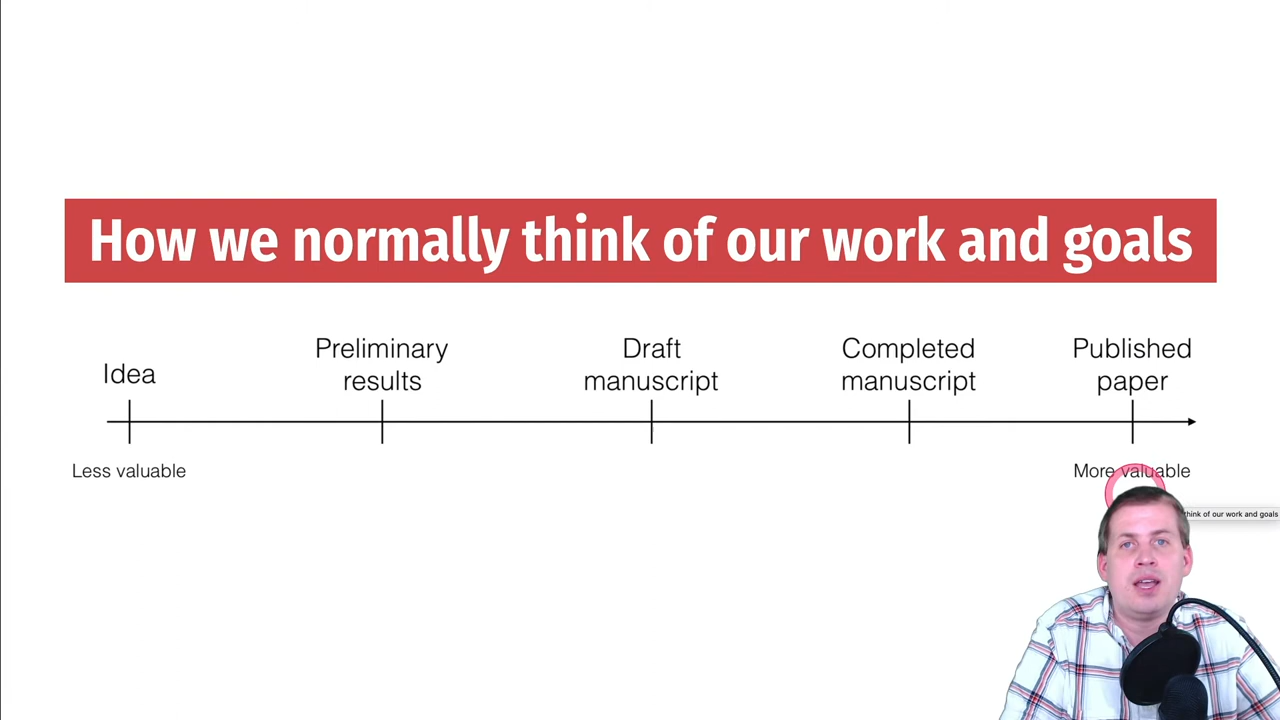 How we normally think of our work and goals
Idea
Preliminary
results
Draft
manuscript
Completed
manuscript
Published
paper
Less valuable
More valuable
think of our work and goals